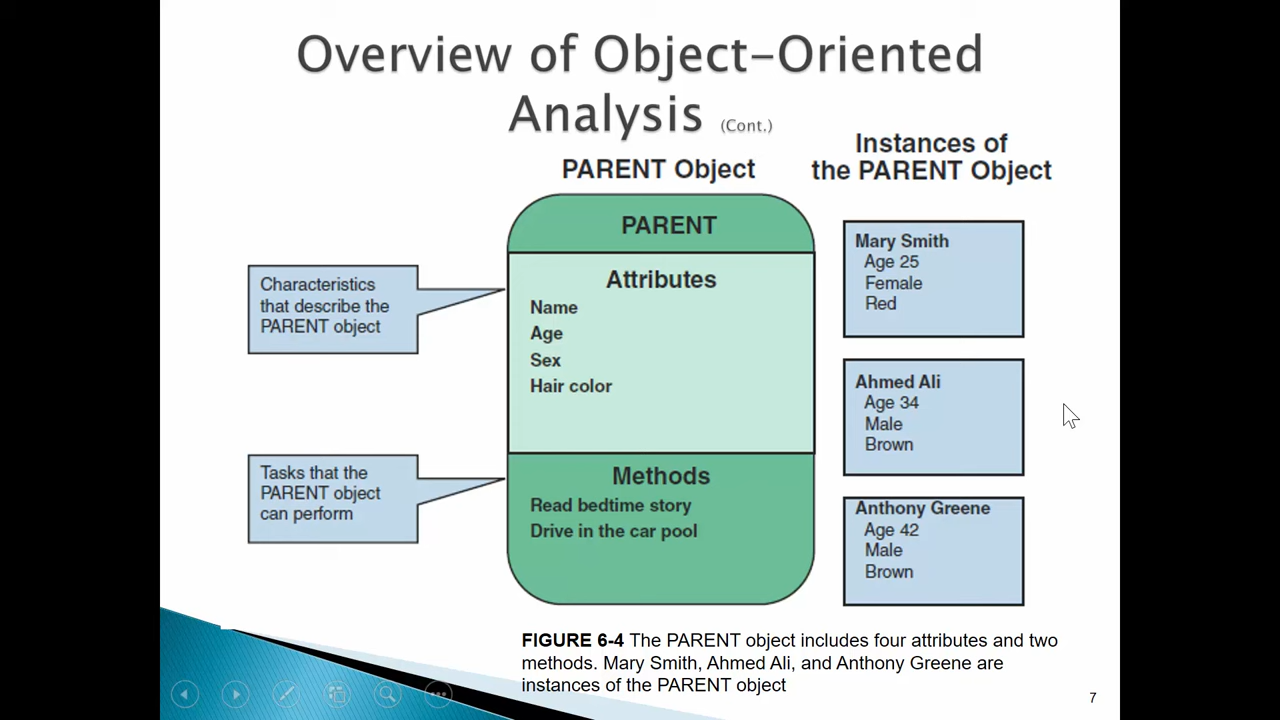 Overview of Object-Oriented
Analysis (Cont.)
PARENT Object
Instances of
the PARENT Object
PARENT
Attributes
Name
Age
Sex
Hair color
Methods
Read bedtime story
Drive in the car pool
Characteristics
that describe the
PARENT object
Tasks that the
PARENT object
can perform
Mary Smith
Age 25
Female
Red
Ahmed Ali
Age 34
Male
Brown
Anthony Greene
Age 42
Male
Brown
FIGURE 6-4 The PARENT object includes four attributes and two
methods. Mary Smith, Ahmed Ali, and Anthony Greene are
instances of the PARENT object
7